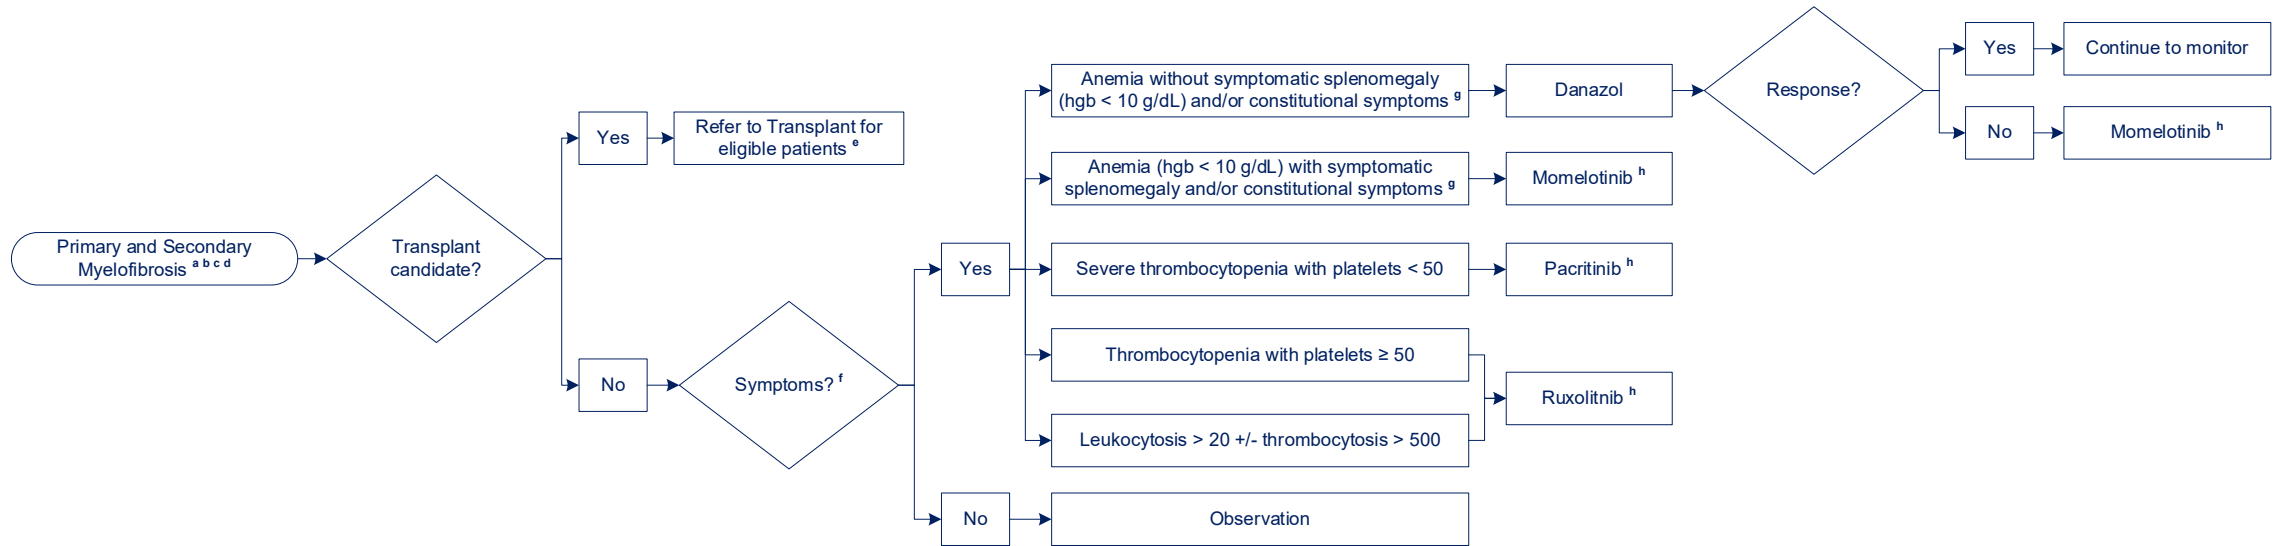 Primary and Secondary
Myelofibrosis a b c d
Transplant
candidate?
Yes
Refer to Transplant for
eligible patients e
No
Symptoms? f
Yes
Anemia without symptomatic splenomegaly
(hgb < 10 g/dL) and/or constitutional symptoms g
Danazol
Response?
Yes
Continue to monitor
No
Momelotinib h
Anemia (hgb < 10 g/dL) with symptomatic
splenomegaly and/or constitutional symptoms g
Momelotinib h
Severe thrombocytopenia with platelets < 50
Pacritinib h
Thrombocytopenia with platelets ≥ 50
Leukocytosis > 20 +/- thrombocytosis > 500
Ruxolitnib h
No
Observation